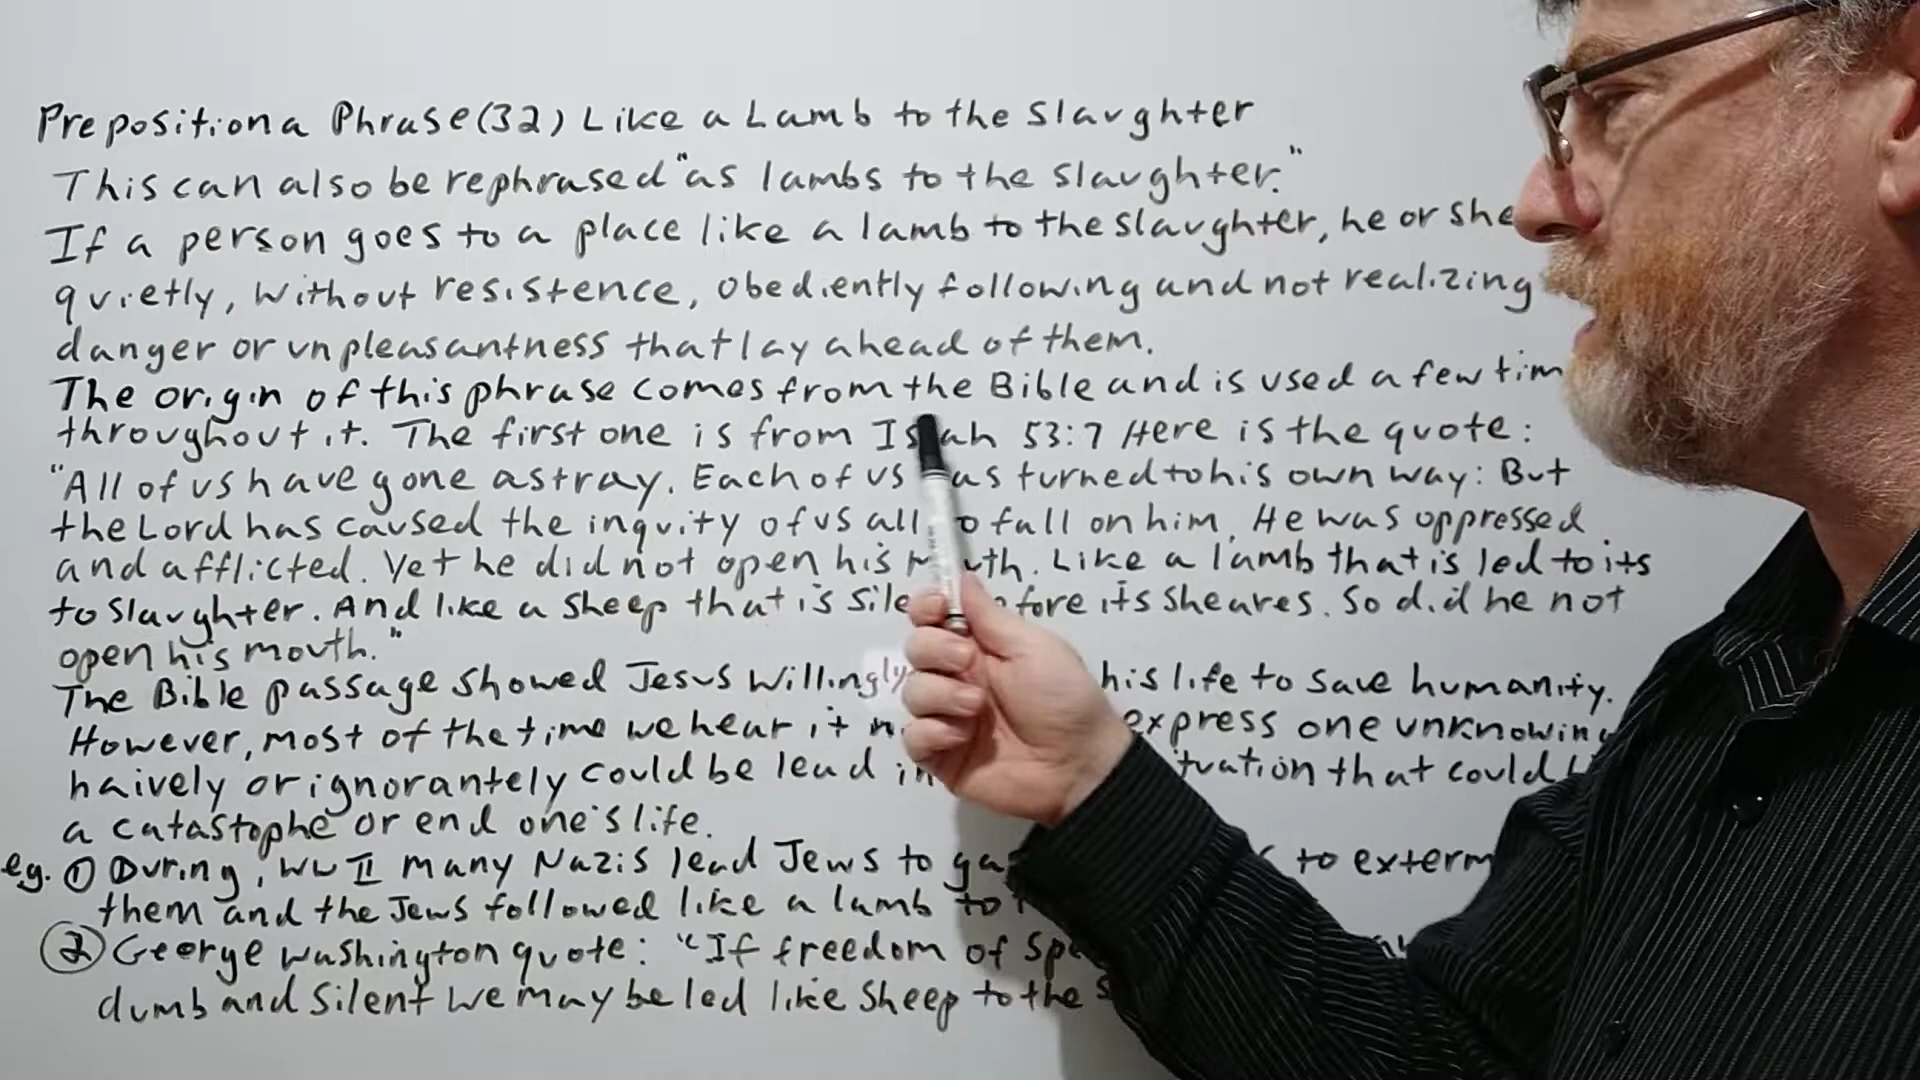 Preposition a Phrase (32) Like a Lamb to the Slaughter
This can also be rephrased "as lambs to the slaughter."
If a person goes to a place like a lamb to the slaughter, he or she
quietly, without resistence, obediently following and not realizing
danger or unpleasantness that lay ahead of them.
The origin of this phrase comes from the Bible and is used a few tim
throughout it. The first one is from Is ah 53:7 Here is the quote:
"All of us have gone astray. Each of us as turned to his own way: But
the Lord has caused the inquity of us all o fall on him. He was oppressed
and afflicted. Yet he did not open his m uth. Like a lamb that is led to its
to slaughter. And like a sheep that is sile fore its sheares. So did he not
open his mouth."
The Bible passage showed Jesus willingly his life to save humanity.
However, most of the time we hear it express one unknowing
naively or ignorantely could be lead in tuation that could
a catastophe or end one's life.
e.g. ① During, WW II many Nazis lead Jews to ga to exterm
them and the Jews followed like a lamb to
② George Washington quote: "If freedom of Spe
dumb and silent we may be led like sheep to the s